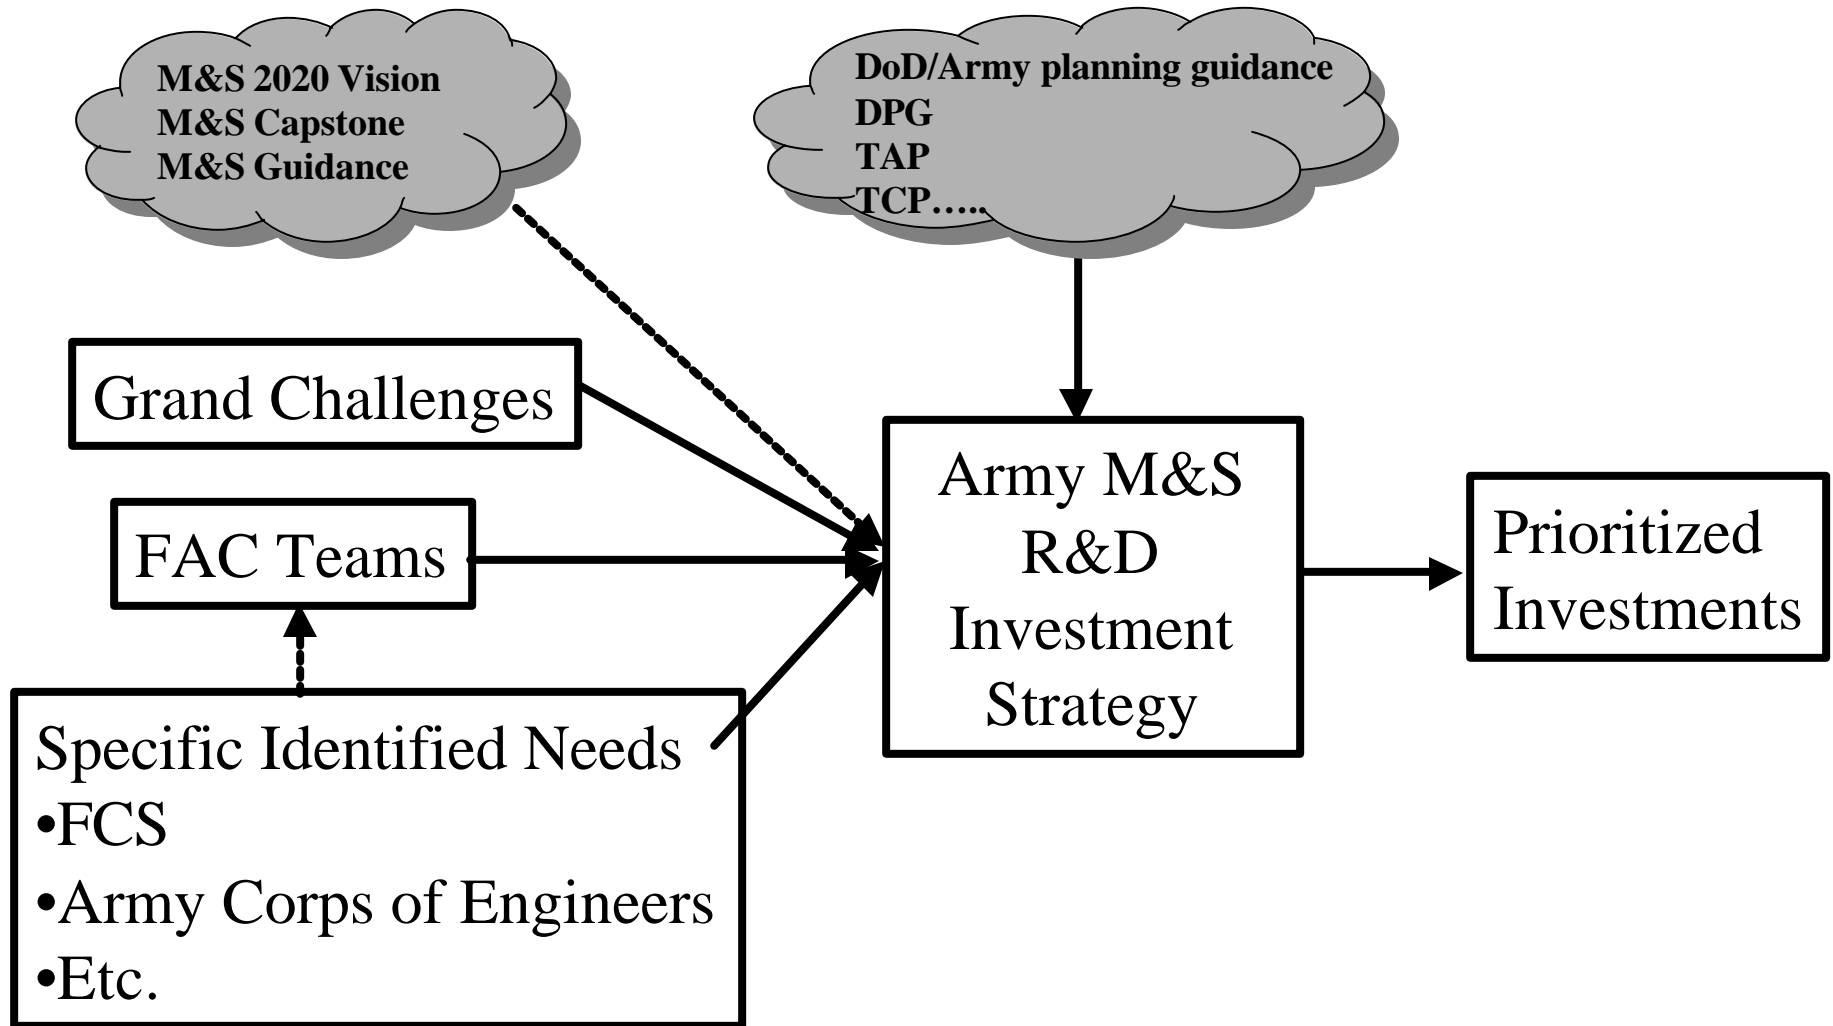 M&S 2020 Vision
M&S Capstone
M&S Guidance
DoD/Army planning guidance
DPG
TAP
TCP…..
Grand Challenges
FAC Teams
Specific Identified Needs
•FCS
•Army Corps of Engineers
•Etc.
Army M&S
R&D
Investment
Strategy
Prioritized
Investments